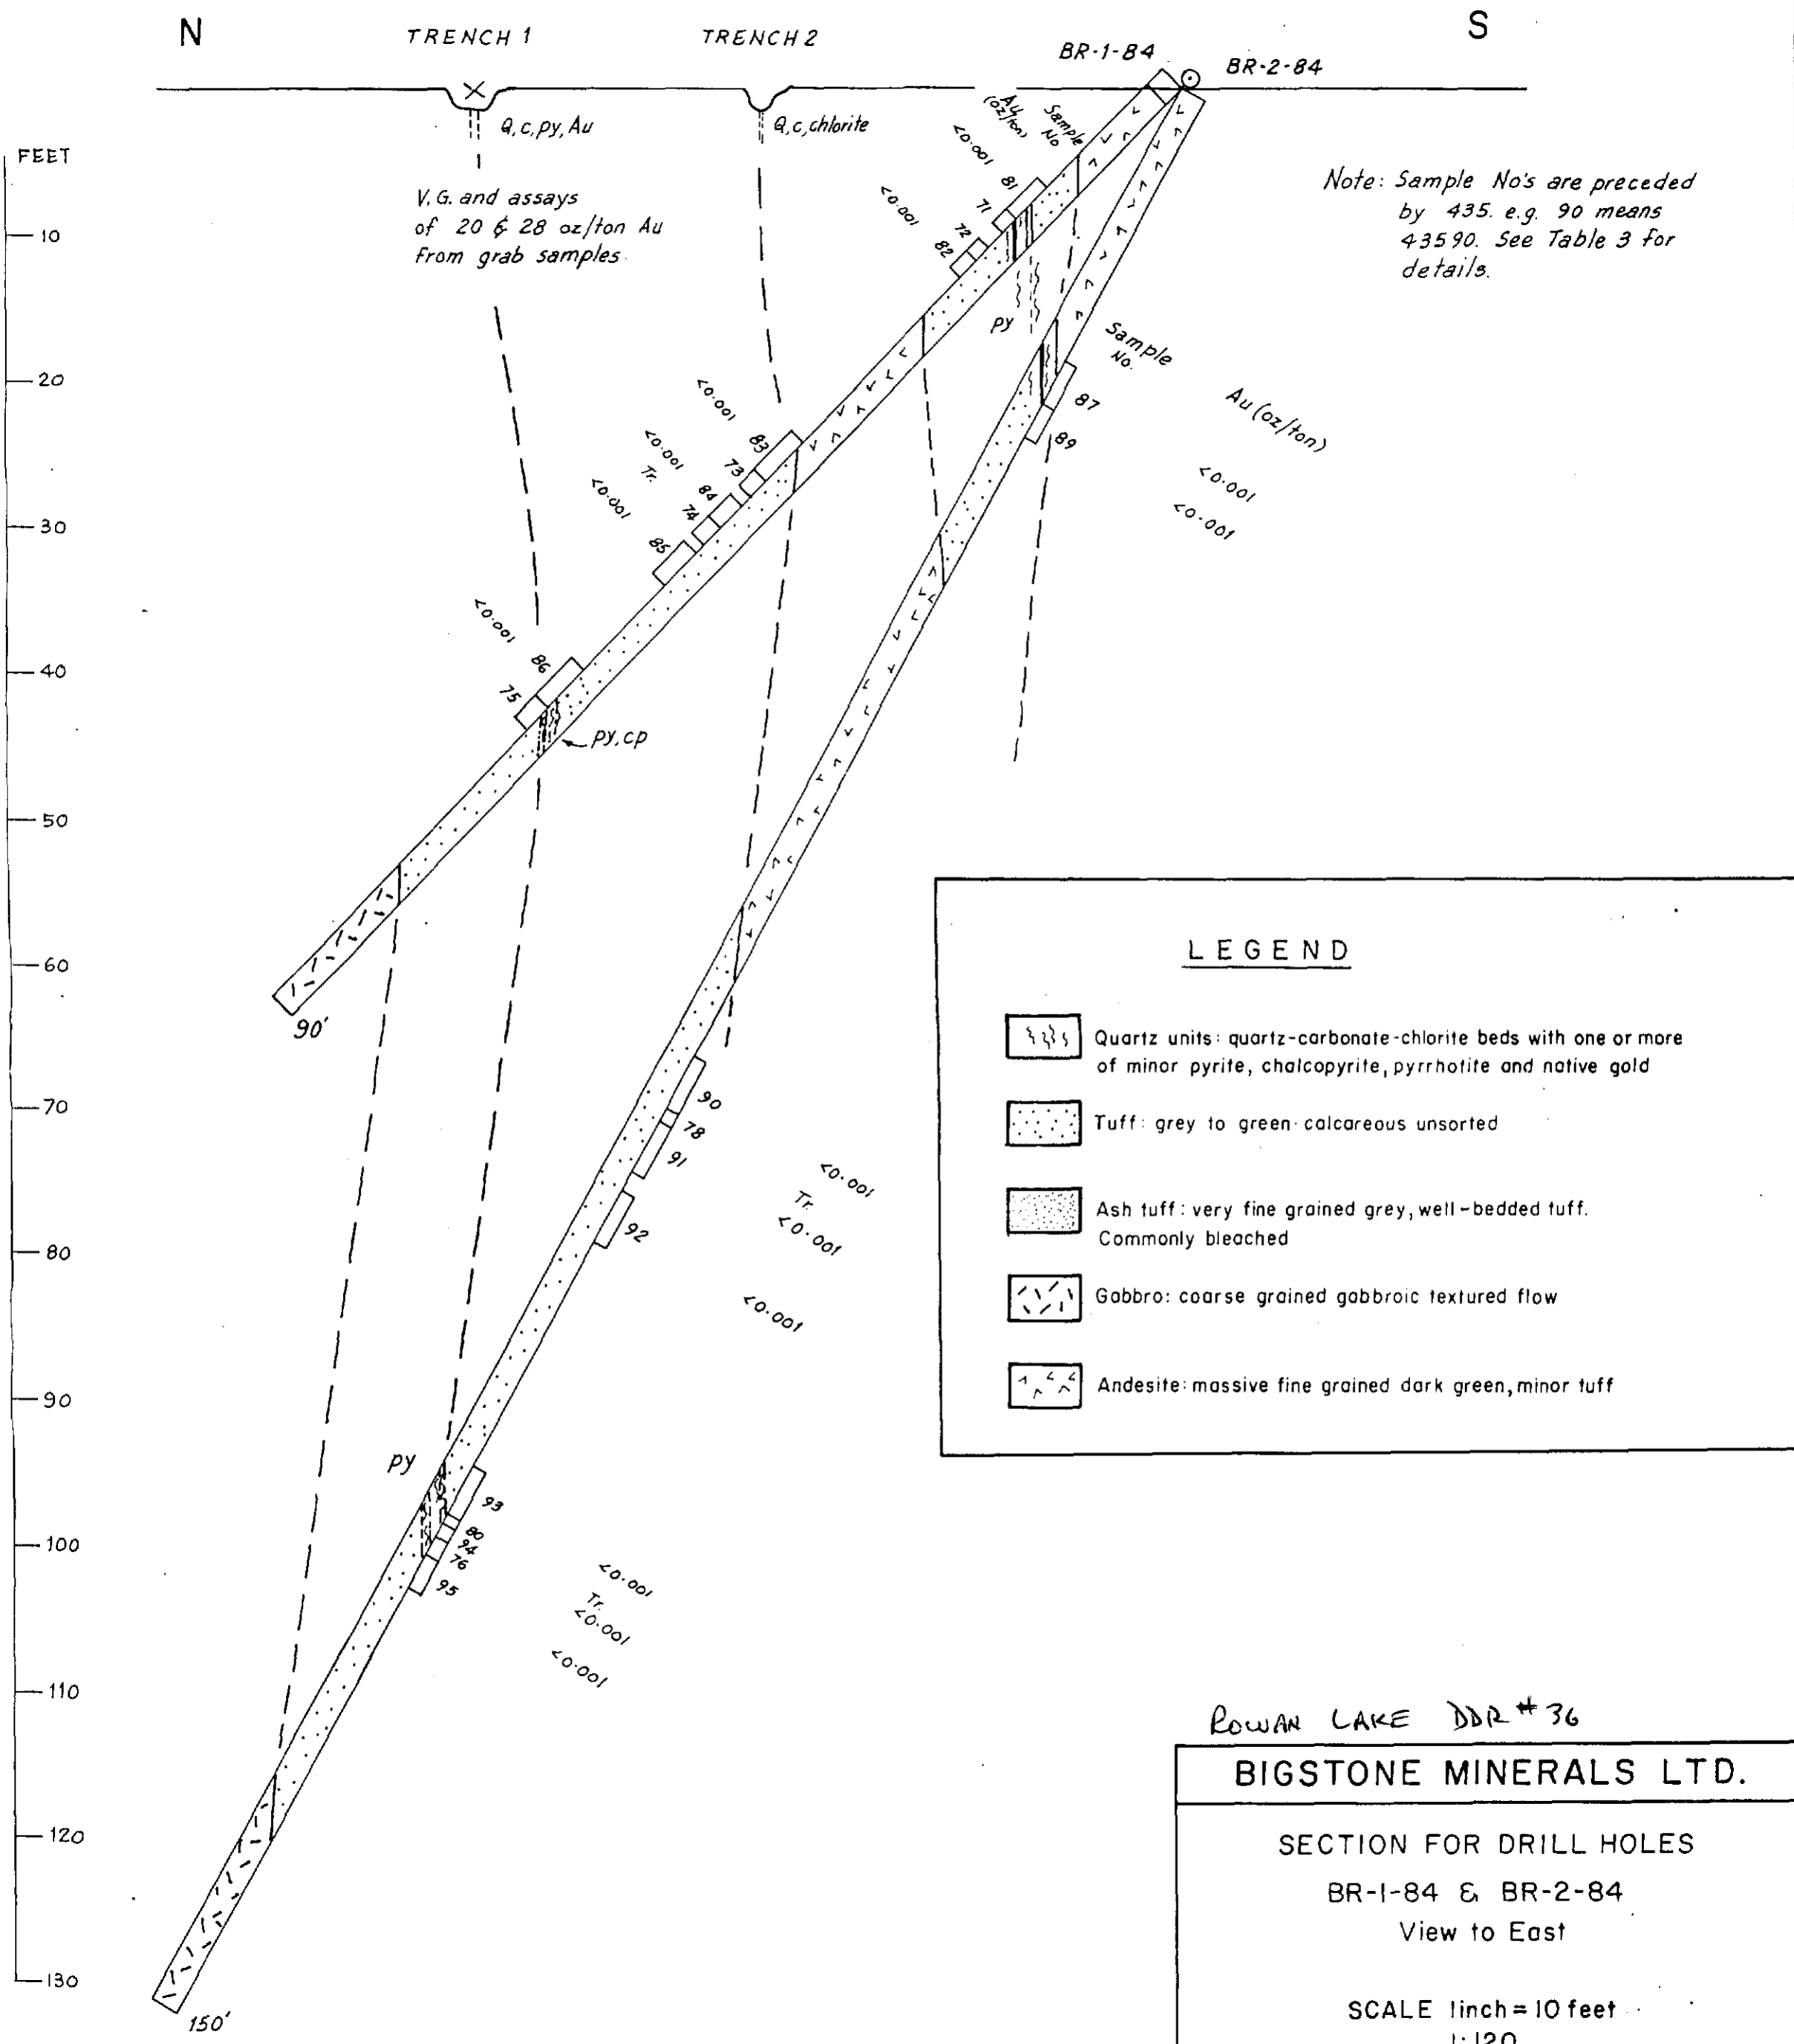 N
TRENCH 1
TRENCH 2
BR-1-84
BR-2-84
S
Q,c,py,Au
Q,c,chlorite
Au
(oz/ton)
Sample
No
FEET
V.G. and assays
of 20 & 28 oz/ton Au
From grab samples.
Note: Sample No's are preceded
by 435. e.g. 90 means
43590. See Table 3 for
details.
<0.001
81
71
<0.001
72
82
10
py
Sample
No.
Au (oz/ton)
20
87
89
<0.001
<0.001
<0.001
83
73
<0.001
Tr.
84
74
<0.001
85
30
<0.001
86
75
40
py,cp
50
60
90'
70
90
78
91
92
<0.001
Tr.
<0.001
<0.001
80
90
py
93
80
94
76
95
100
<0.001
Tr.
<0.001
<0.001
110
120
130
150'
LEGEND
Quartz units: quartz-carbonate-chlorite beds with one or more
of minor pyrite, chalcopyrite, pyrrhotite and native gold
Tuff: grey to green calcareous unsorted
Ash tuff: very fine grained grey, well-bedded tuff.
Commonly bleached
Gabbro: coarse grained gabbroic textured flow
Andesite: massive fine grained dark green, minor tuff
ROWAN LAKE DDR #36
BIGSTONE MINERALS LTD.
SECTION FOR DRILL HOLES
BR-1-84 & BR-2-84
View to East
SCALE 1inch = 10 feet
1:120